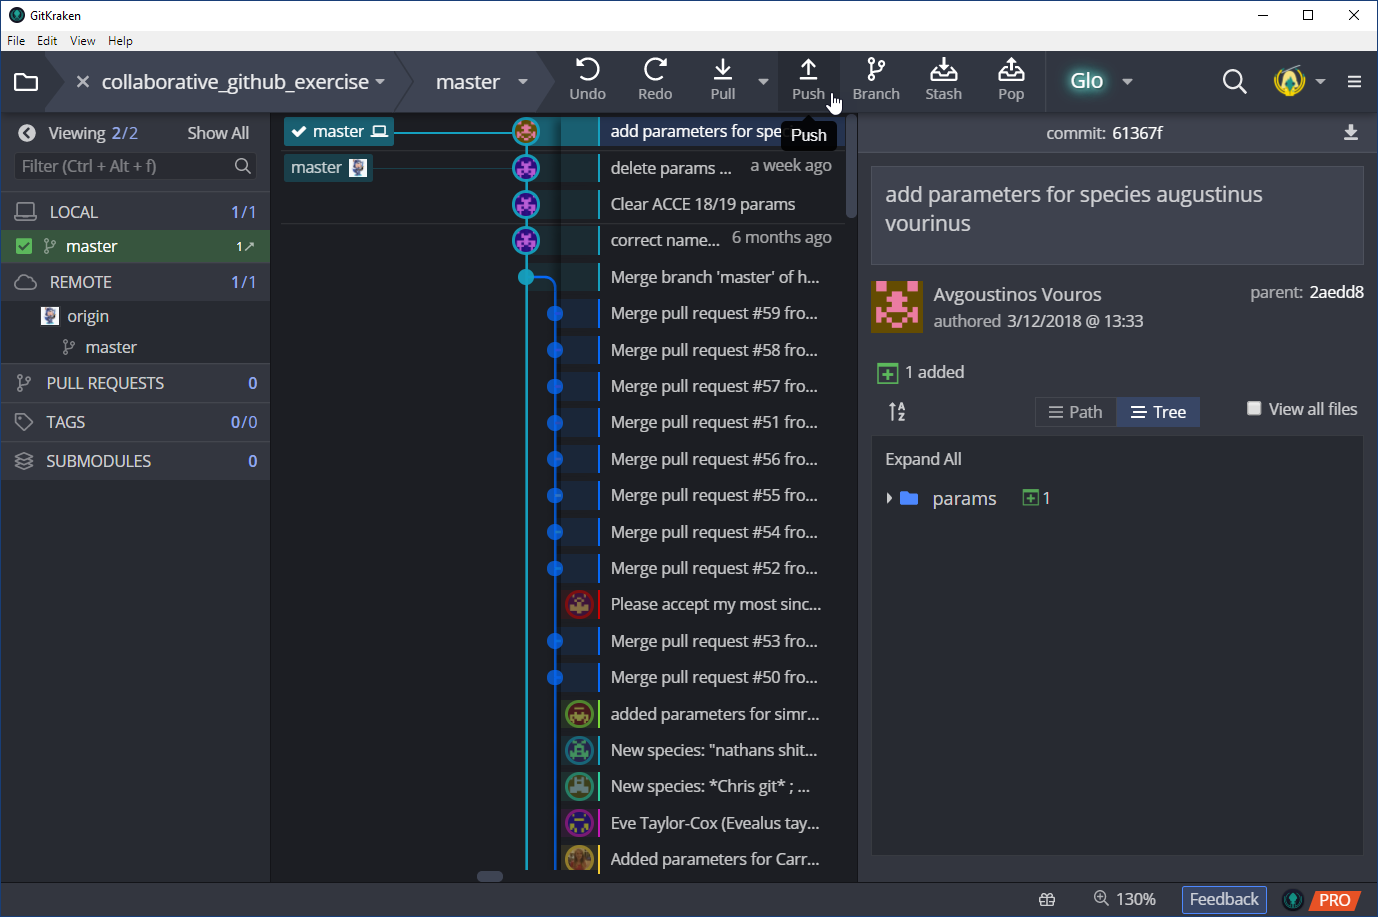 GitKraken
File Edit View Help
collaborative_github_exercise
master
Undo
Redo
Pull
Push
Branch
Stash
Pop
Glo
Viewing 2/2 Show All
Filter (Ctrl + Alt + f)
LOCAL 1/1
master 1
REMOTE 1/1
origin
master
PULL REQUESTS 0
TAGS 0/0
SUBMODULES 0
master
master
add parameters for spe
Push
delete params ... a week ago
Clear ACCE 18/19 params
correct name... 6 months ago
Merge branch 'master' of h...
Merge pull request #59 fro...
Merge pull request #58 fro...
Merge pull request #57 fro...
Merge pull request #51 fro...
Merge pull request #56 fro...
Merge pull request #55 fro...
Merge pull request #54 fro...
Merge pull request #52 fro...
Please accept my most sinc...
Merge pull request #53 fro...
Merge pull request #50 fro...
added parameters for simr...
New species: "nathans shit...
New species: *Chris git* ; ...
Eve Taylor-Cox (Evealus tay...
Added parameters for Carr...
commit: 61367f
add parameters for species augustinus
vourinus
Avgoustinos Vouros
authored 3/12/2018 @ 13:33
parent: 2aedd8
1 added
A
Z
Path
Tree
View all files
Expand All
params 1
130%
Feedback
PRO